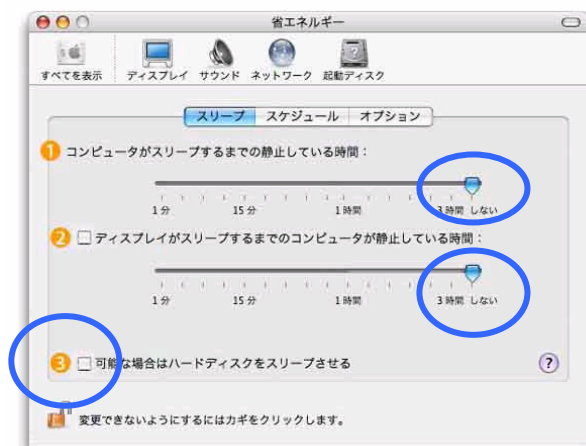 省エネルギー
すべてを表示 ディスプレイ サウンド ネットワーク 起動ディスク
スリープ スケジュール オプション
1 コンピュータがスリープするまでの静止している時間：
1分 15分 1時間 3時間 しない
2 ディスプレイがスリープするまでのコンピュータが静止している時間：
1分 15分 1時間 3時間 しない
3 可能な場合はハードディスクをスリープさせる ?
変更できないようにするにはカギをクリックします。